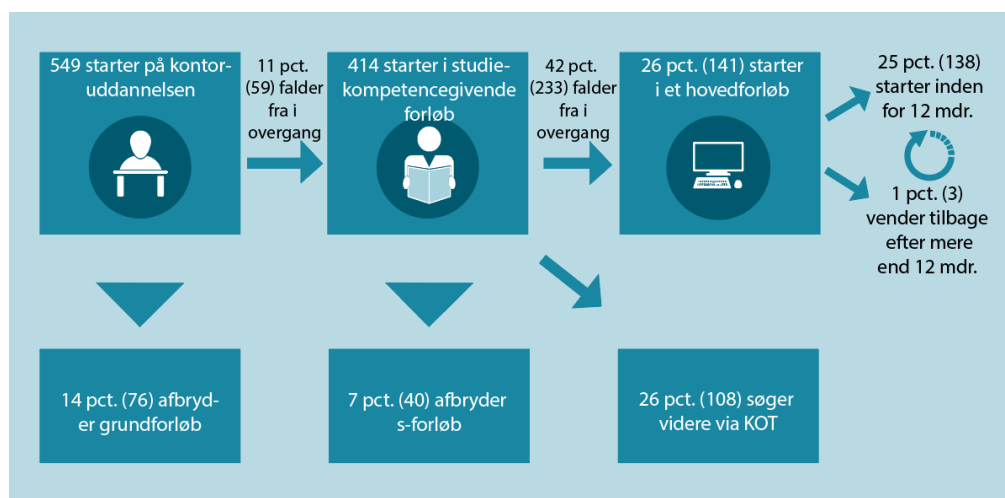 549 starter på kontor-
uddannelsen
11 pct.
(59) falder
fra i
overgang
414 starter i studie-
kompetencegivende
forløb
42 pct.
(233) falder
fra i
overgang
26 pct. (141) starter
i et hovedforløb
25 pct. (138)
starter inden
for 12 mdr.
1 pct. (3)
vender tilbage
efter mere
end 12 mdr.
14 pct. (76) afbryd-
er grundforløb
7 pct. (40) afbryder
s-forløb
26 pct. (108) søger
videre via KOT